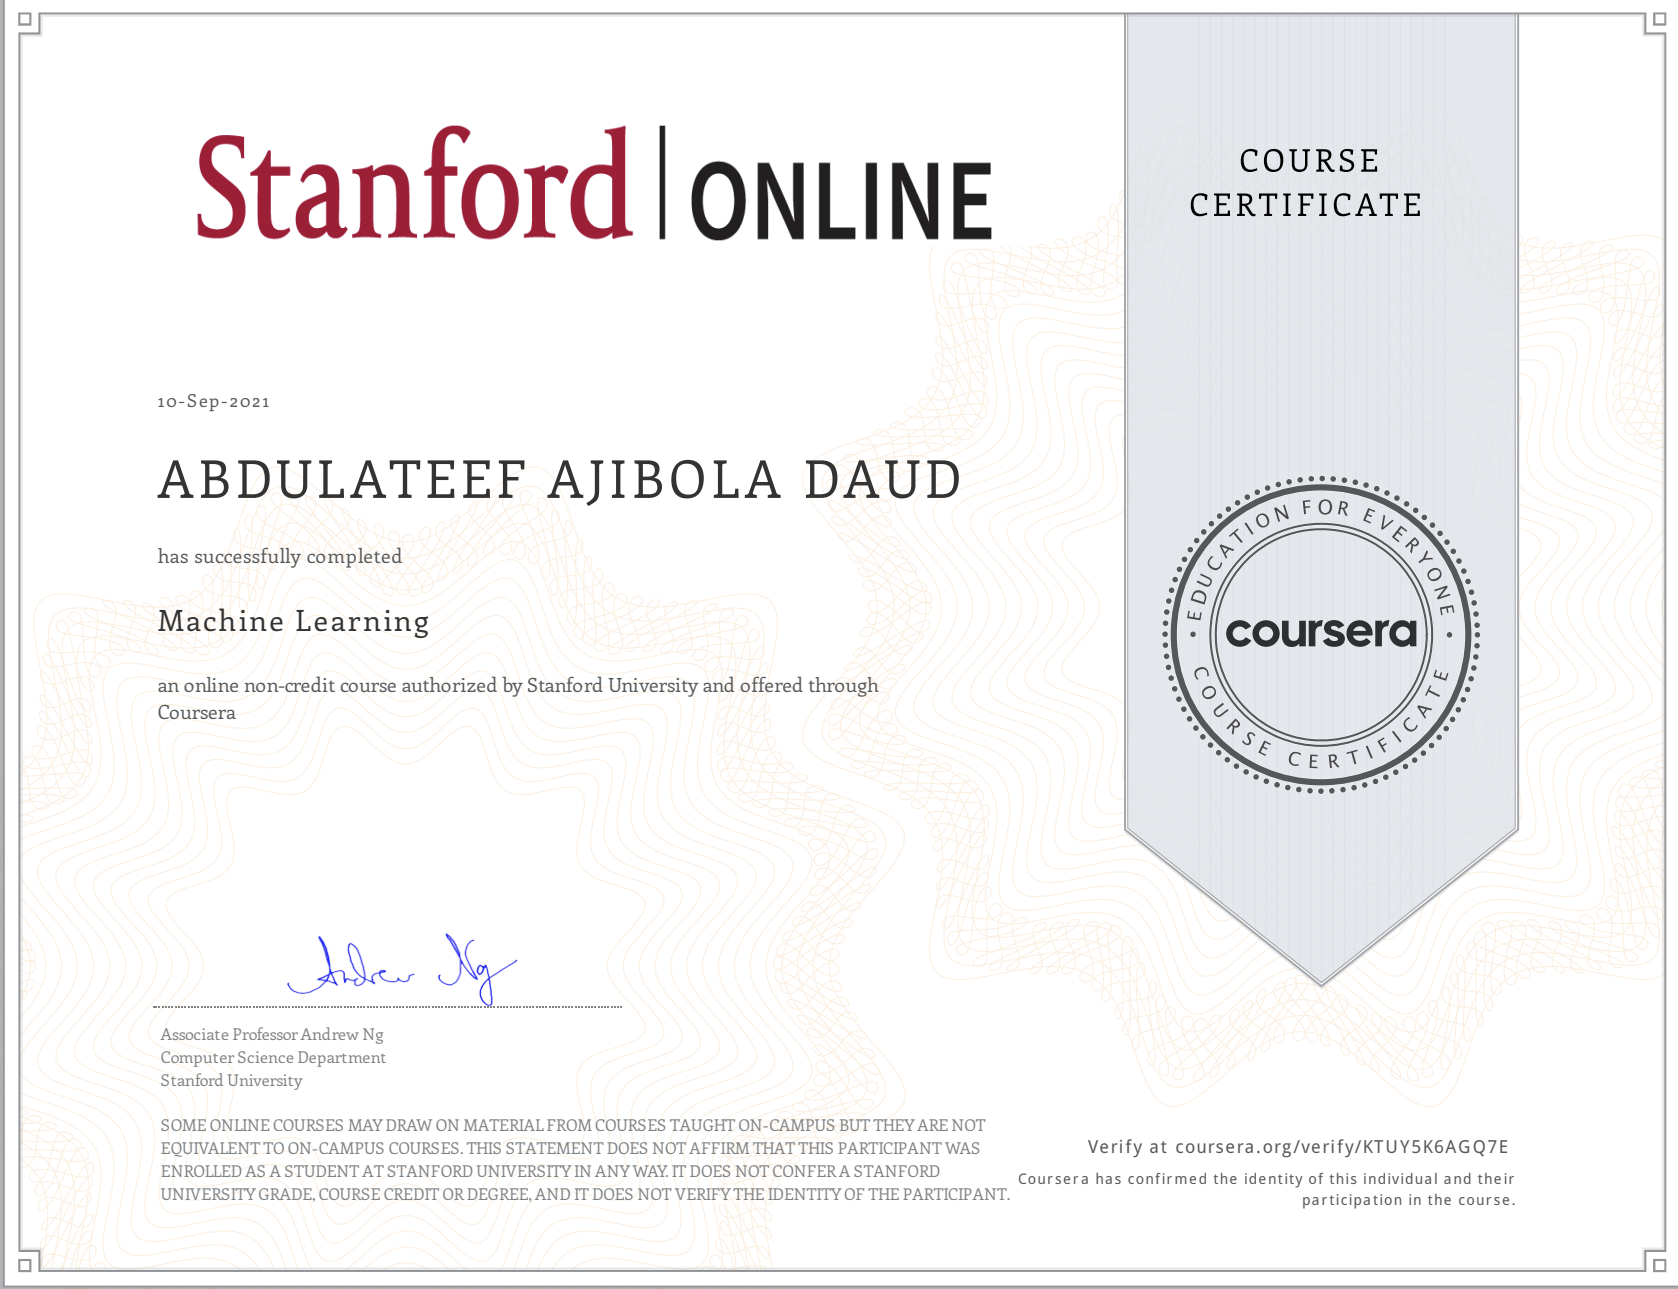 Stanford | ONLINE
COURSE
CERTIFICATE
10-Sep-2021
ABDULATEEF AJIBOLA DAUD
has successfully completed
Machine Learning
an online non-credit course authorized by Stanford University and offered through
Coursera
EDUCATION FOR EVERYONE
coursera
COURSE CERTIFICATE
Andrew Ng
Associate Professor Andrew Ng
Computer Science Department
Stanford University
SOME ONLINE COURSES MAY DRAW ON MATERIAL FROM COURSES TAUGHT ON-CAMPUS BUT THEY ARE NOT
EQUIVALENT TO ON-CAMPUS COURSES. THIS STATEMENT DOES NOT AFFIRM THAT THIS PARTICIPANT WAS
ENROLLED AS A STUDENT AT STANFORD UNIVERSITY IN ANY WAY. IT DOES NOT CONFER A STANFORD
UNIVERSITY GRADE, COURSE CREDIT OR DEGREE, AND IT DOES NOT VERIFY THE IDENTITY OF THE PARTICIPANT.
Verify at coursera.org/verify/KTUY5K6AGQ7E
Coursera has confirmed the identity of this individual and their
participation in the course.